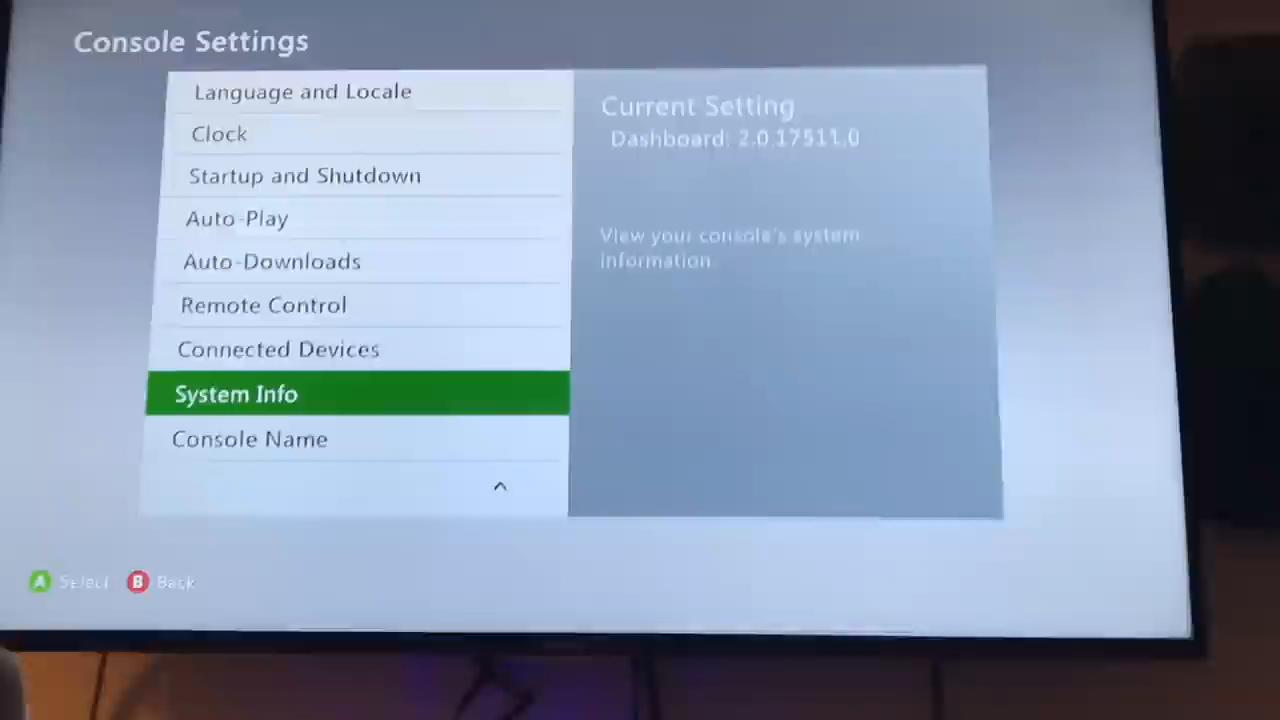 Console Settings
Language and Locale
Clock
Startup and Shutdown
Auto-Play
Auto-Downloads
Remote Control
Connected Devices
System Info
Console Name
Current Setting
Dashboard: 2.0.17511.0
View your console's system
information.
A Select B Back